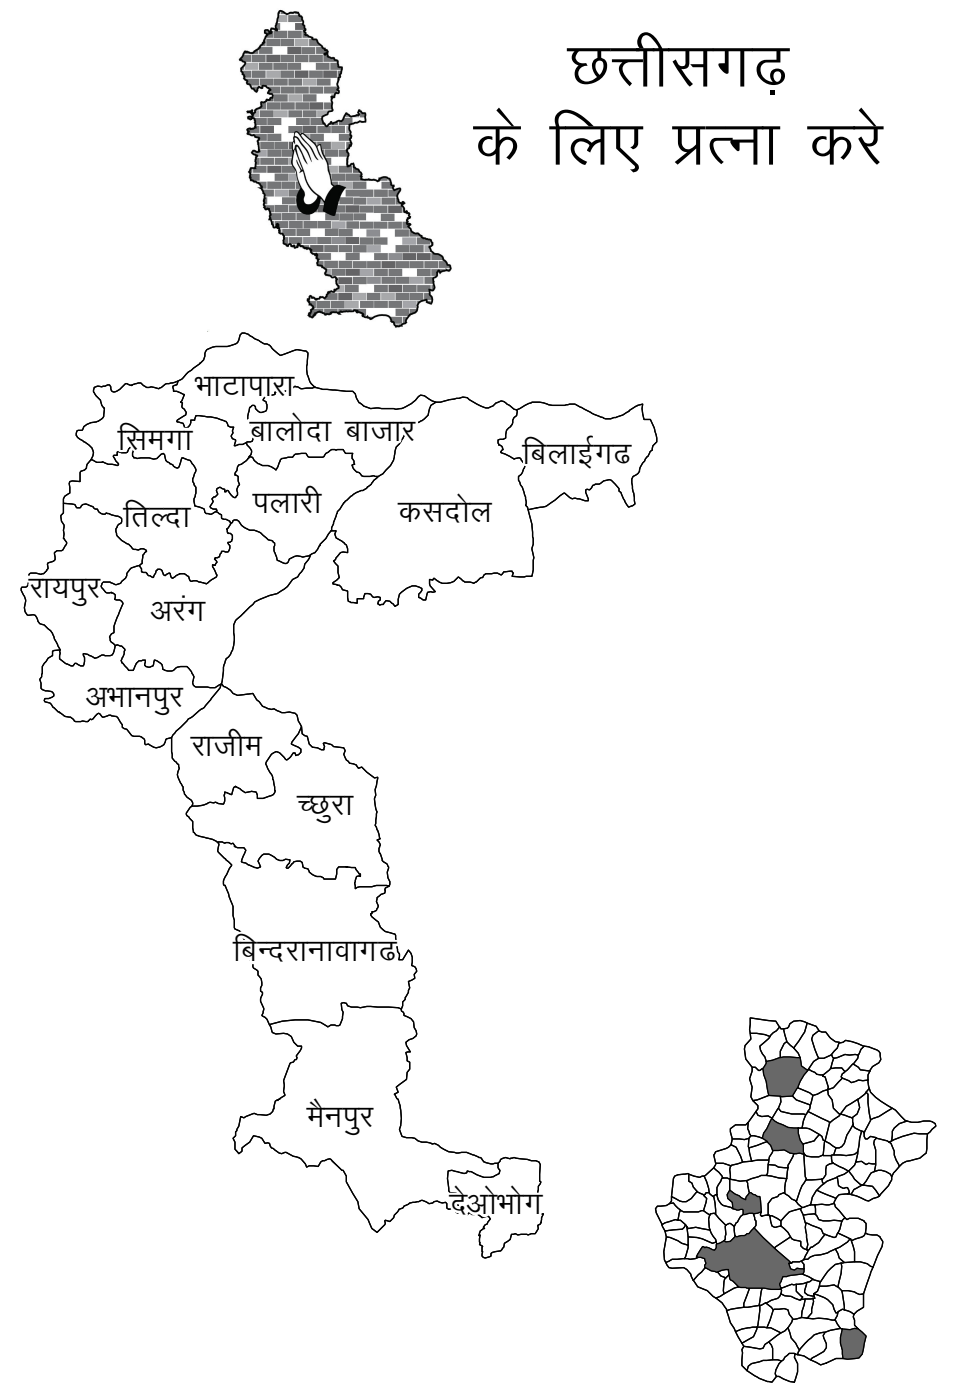 छत्तीसगढ़
के लिए प्रत्ना करे
भाटापारा
सिमगा
बालोदा बाजार
बिलाईगढ
तिल्दा
पलारी
कसदोल
रायपुर
अरंग
अभानपुर
राजीम
च्छुरा
बिन्दरानावागढ
मैनपुर
देओभोग